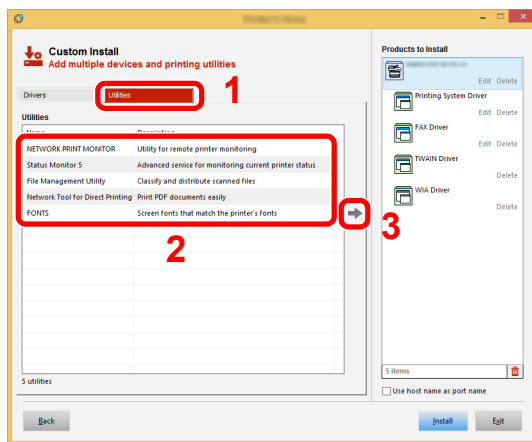 Custom Install
Add multiple devices and printing utilities
1
Drivers
Utilities
Utilities
NETWORK PRINT MONITOR Utility for remote printer monitoring
Status Monitor 5 Advanced service for monitoring current printer status
File Management Utility Classify and distribute scanned files
Network Tool for Direct Printing Print PDF documents easily
FONTS Screen fonts that match the printer's fonts
2
3
5 utilities
Products to Install
Edit Delete
Printing System Driver
Edit Delete
FAX Driver
Edit Delete
TWAIN Driver
Delete
WIA Driver
Delete
5 items
Use host name as port name
Back
Install
Exit